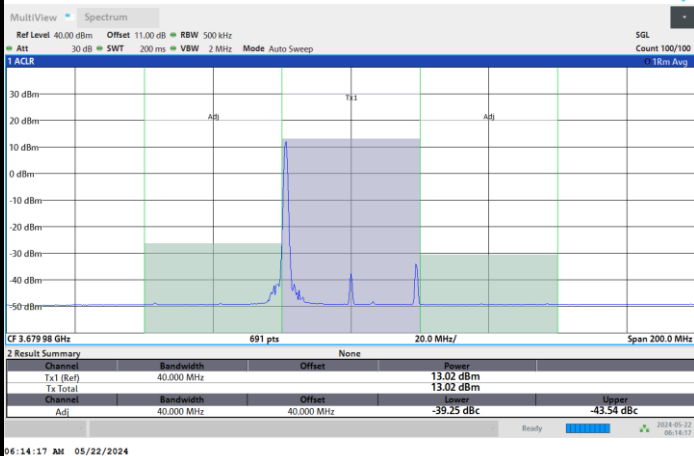 MultiView Spectrum
Ref Level 40.00 dBm Offset 11.00 dB RBW 500 kHz SGL
Att 30 dB SWT 200 ms VBW 2 MHz Mode Auto Sweep Count 100/100
1 ACLR 1Rm Avg
30 dBm
Tx1
20 dBm Adj Adj
10 dBm
0 dBm
-10 dBm
-20 dBm
-30 dBm
-40 dBm
-50 dBm
CF 3.679 98 GHz 691 pts 20.0 MHz/ Span 200.0 MHz
2 Result Summary None
Channel Bandwidth Offset Power
Tx1 (Ref) 40.000 MHz 13.02 dBm
Tx Total 13.02 dBm
Channel Bandwidth Offset Lower Upper
Adj 40.000 MHz 40.000 MHz -39.25 dBc -43.54 dBc
Ready 2024-05-22
06:14:17
06:14:17 AM 05/22/2024